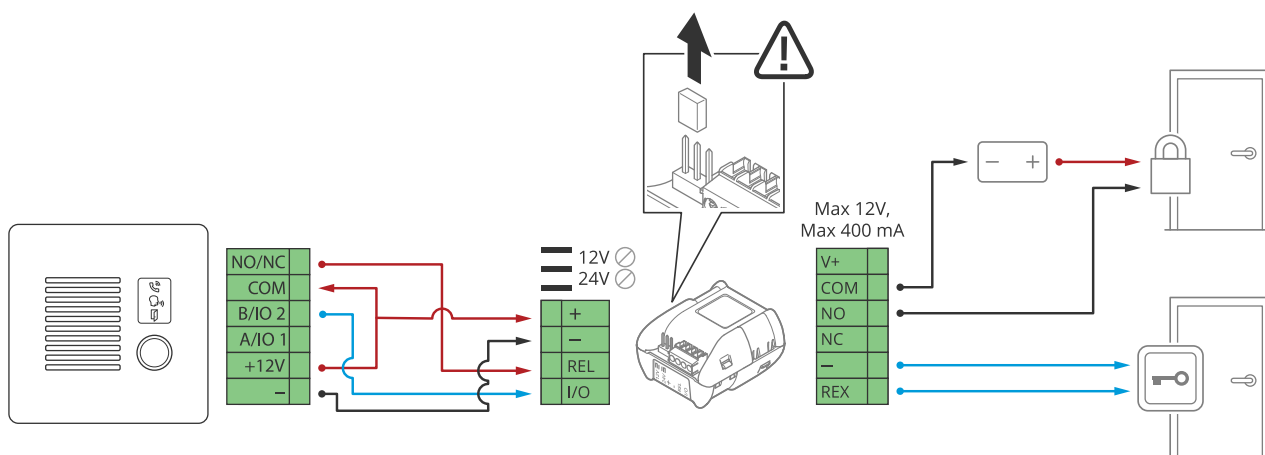 NO/NC
COM
B/IO 2
A/IO 1
+12V
−
12V
24V
+
−
REL
I/O
Max 12V,
Max 400 mA
V+
COM
NO
NC
−
REX
− +